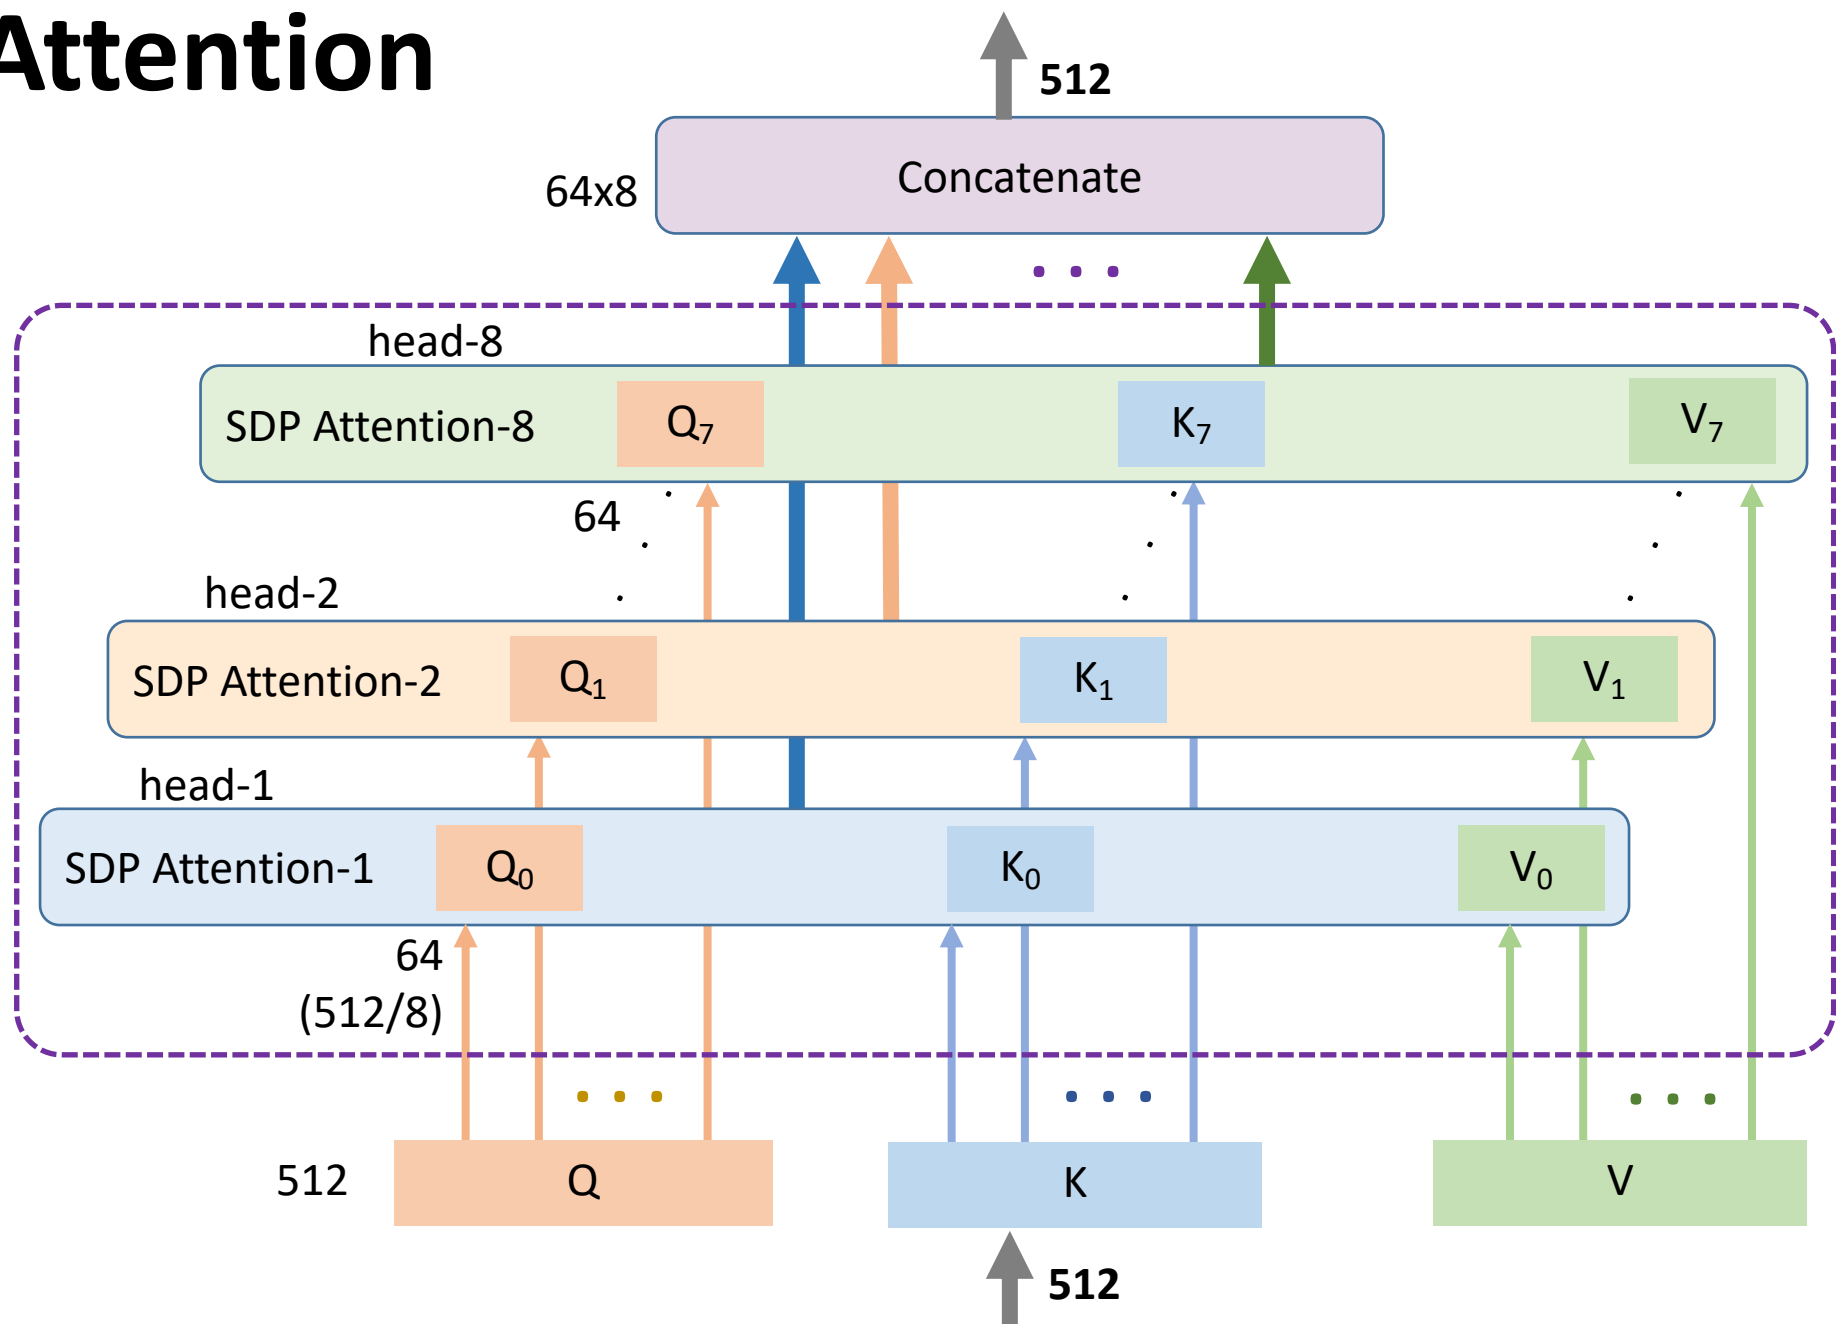 Attention
512
Concatenate
64x8
head-8
SDP Attention-8
Q7
K7
V7
64
head-2
SDP Attention-2
Q1
K1
V1
head-1
SDP Attention-1
Q0
K0
V0
64
(512/8)
512
Q
K
V
512